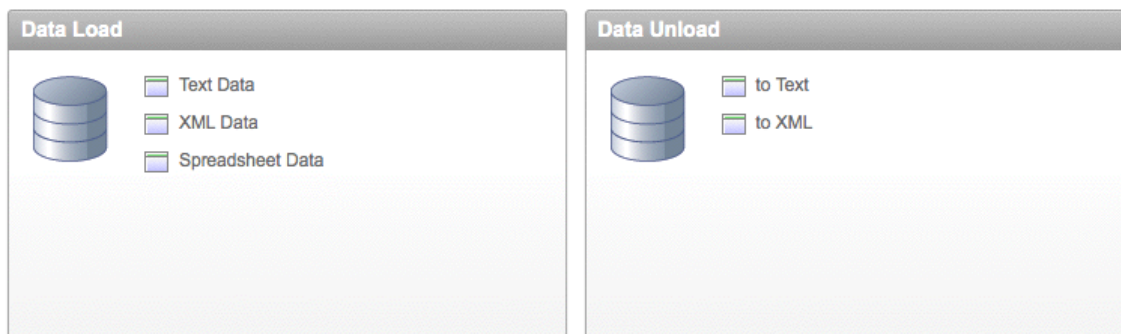 Data Load
Text Data
XML Data
Spreadsheet Data
Data Unload
to Text
to XML